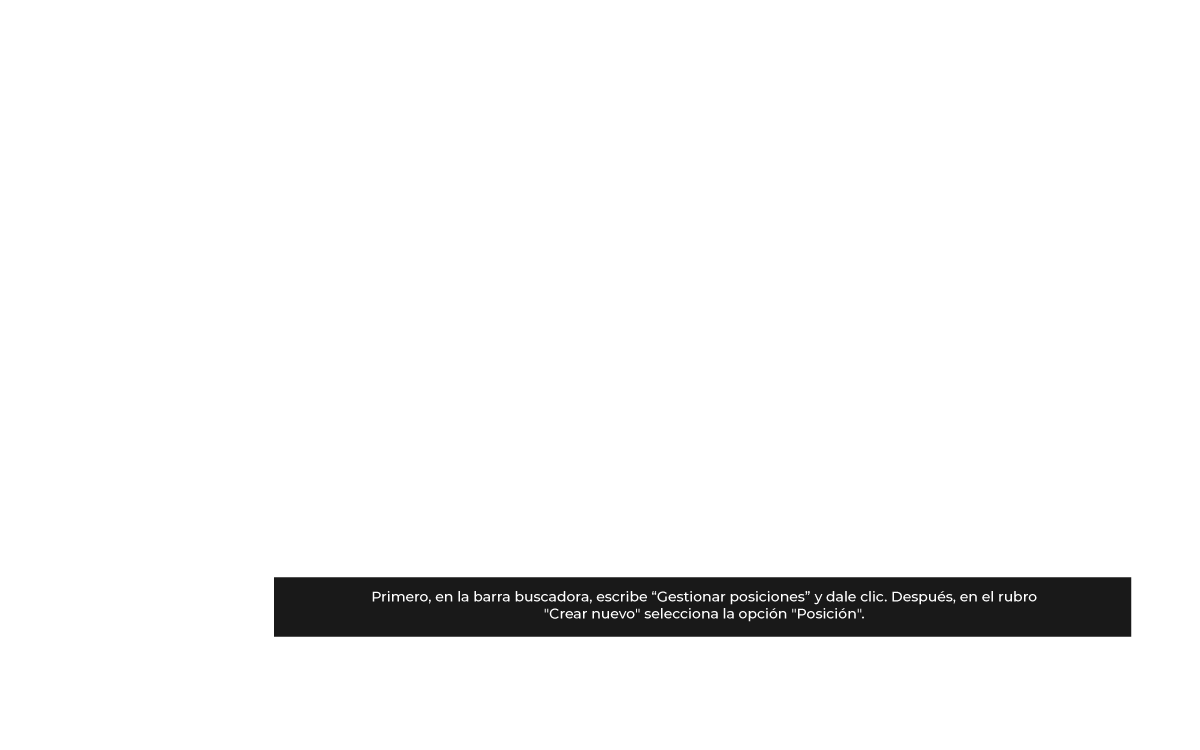 Primero, en la barra buscadora, escribe “Gestionar posiciones” y dale clic. Después, en el rubro
"Crear nuevo" selecciona la opción "Posición".